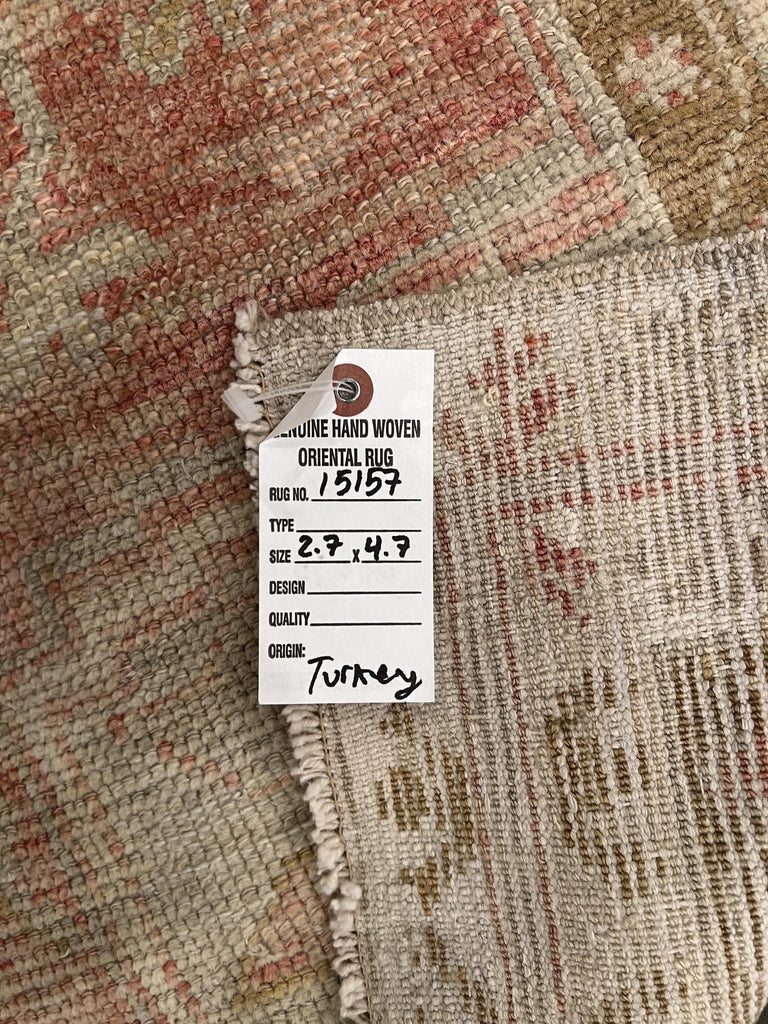 GENUINE HAND WOVEN
ORIENTAL RUG
RUG NO. 15157
TYPE
SIZE 2.7 x 4.7
DESIGN
QUALITY
ORIGIN:
Turkey